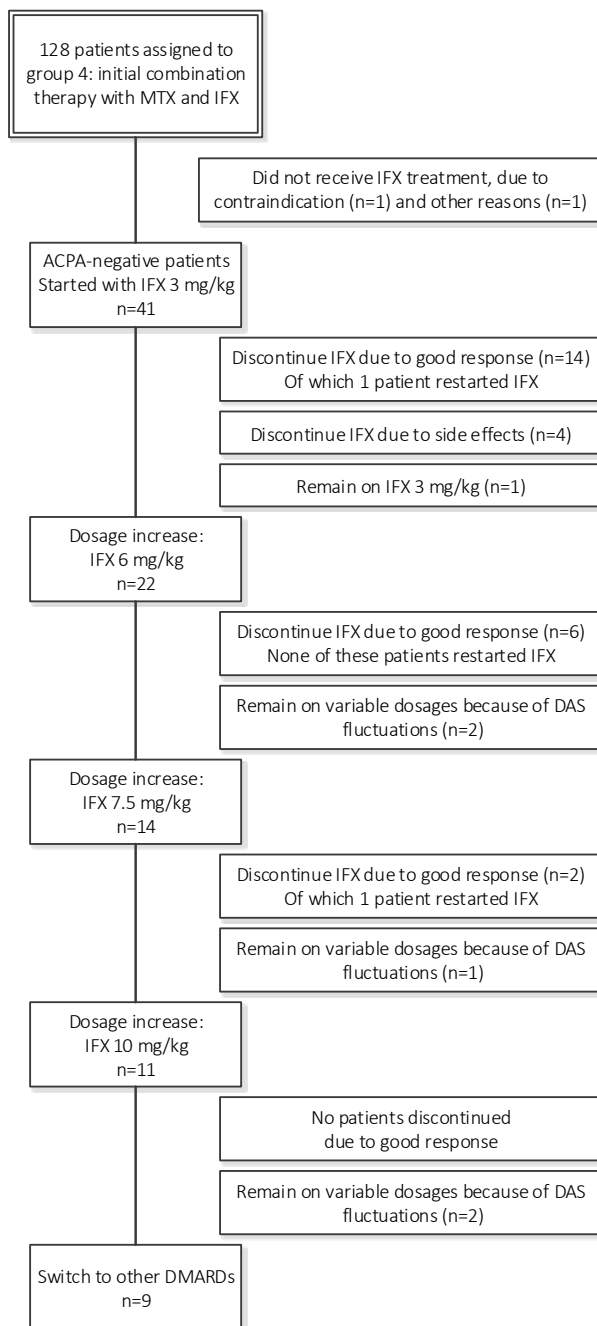 128 patients assigned to
group 4: initial combination
therapy with MTX and IFX
Did not receive IFX treatment, due to
contraindication (n=1) and other reasons (n=1)
ACPA-negative patients
Started with IFX 3 mg/kg
n=41
Discontinue IFX due to good response (n=14)
Of which 1 patient restarted IFX
Discontinue IFX due to side effects (n=4)
Remain on IFX 3 mg/kg (n=1)
Dosage increase:
IFX 6 mg/kg
n=22
Discontinue IFX due to good response (n=6)
None of these patients restarted IFX
Remain on variable dosages because of DAS
fluctuations (n=2)
Dosage increase:
IFX 7.5 mg/kg
n=14
Discontinue IFX due to good response (n=2)
Of which 1 patient restarted IFX
Remain on variable dosages because of DAS
fluctuations (n=1)
Dosage increase:
IFX 10 mg/kg
n=11
No patients discontinued
due to good response
Remain on variable dosages because of DAS
fluctuations (n=2)
Switch to other DMARDs
n=9